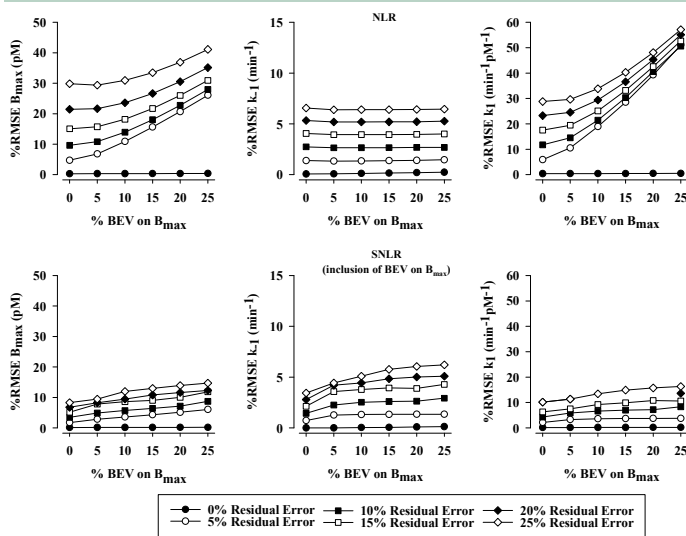 NLR
%RMSE Bmax (pM)
50
40
30
20
10
0
0 5 10 15 20 25
% BEV on Bmax
%RMSE k-1 (min-1)
15
10
5
0
0 5 10 15 20 25
% BEV on Bmax
%RMSE k1 (min-1pM-1)
60
50
40
30
20
10
0
0 5 10 15 20 25
% BEV on Bmax
SNLR
(inclusion of BEV on Bmax)
%RMSE Bmax (pM)
50
40
30
20
10
0
0 5 10 15 20 25
% BEV on Bmax
%RMSE k-1 (min-1)
15
10
5
0
0 5 10 15 20 25
% BEV on Bmax
%RMSE k1 (min-1pM-1)
60
50
40
30
20
10
0
0 5 10 15 20 25
% BEV on Bmax
0% Residual Error 10% Residual Error 20% Residual Error
5% Residual Error 15% Residual Error 25% Residual Error